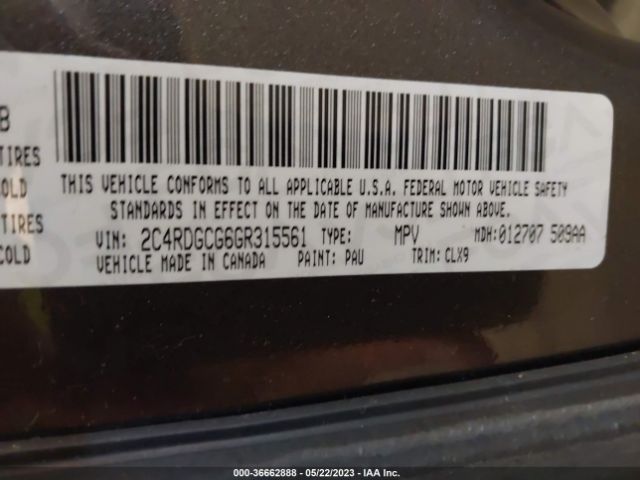 B
TIRES
COLD
TIRES
COLD
THIS VEHICLE CONFORMS TO ALL APPLICABLE U.S.A. FEDERAL MOTOR VEHICLE SAFETY
STANDARDS IN EFFECT ON THE DATE OF MANUFACTURE SHOWN ABOVE.
VIN: 2C4RDGCG6GR315561 TYPE: MPV MDH:012707 509AA
VEHICLE MADE IN CANADA PAINT: PAU TRIM: CLX9
000-36662888 - 05/22/2023 - IAA Inc.